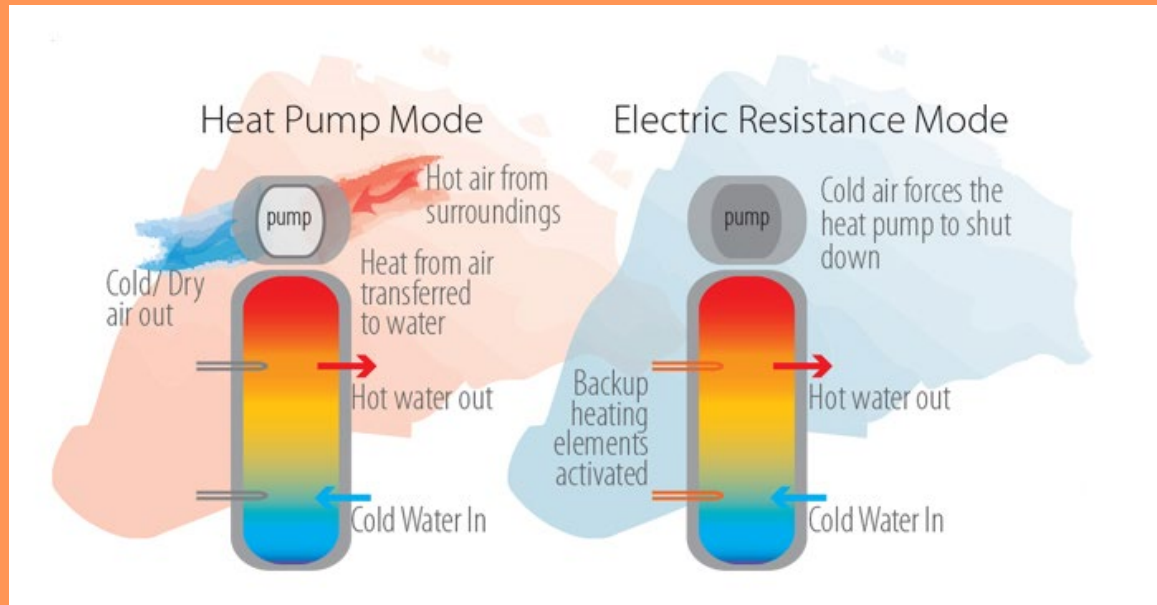 Heat Pump Mode
pump
Hot air from
surroundings
Cold/ Dry
air out
Heat from air
transferred
to water
Hot water out
Cold Water In
Electric Resistance Mode
pump
Cold air forces the
heat pump to shut
down
Backup
heating
elements
activated
Hot water out
Cold Water In